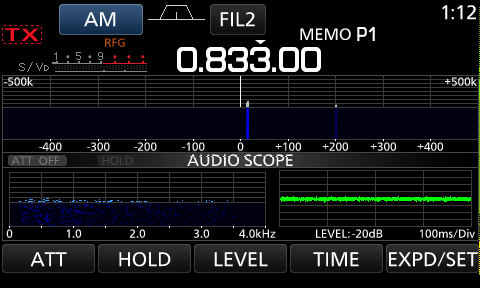 AM FIL2 1:12
TX RFG MEMO P1
S/VD 1 5 9 0.833.00
-500k +500k
-400 -300 -200 -100 0 +100 +200 +300 +400
ATT OFF HOLD AUDIO SCOPE
0 1.0 2.0 3.0 4.0kHz LEVEL:-20dB 100ms/Div
ATT HOLD LEVEL TIME EXPD/SET